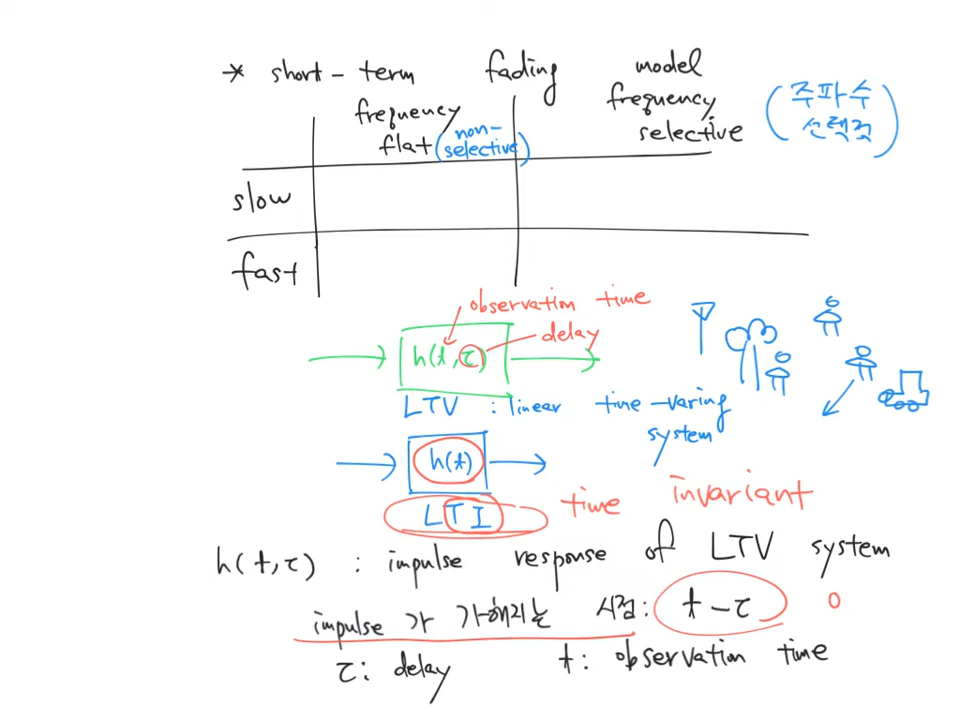 * short-term fading model
frequency flat (non-selective)
frequency selective
(주파수 선택적)
slow
fast
observation time
delay
h(t,τ)
LTV : linear time-varing system
h(t)
LTI
time invariant
h(t,τ) : impulse response of LTV system
impulse 가 가해지는 시점: t-τ
τ: delay t: observation time